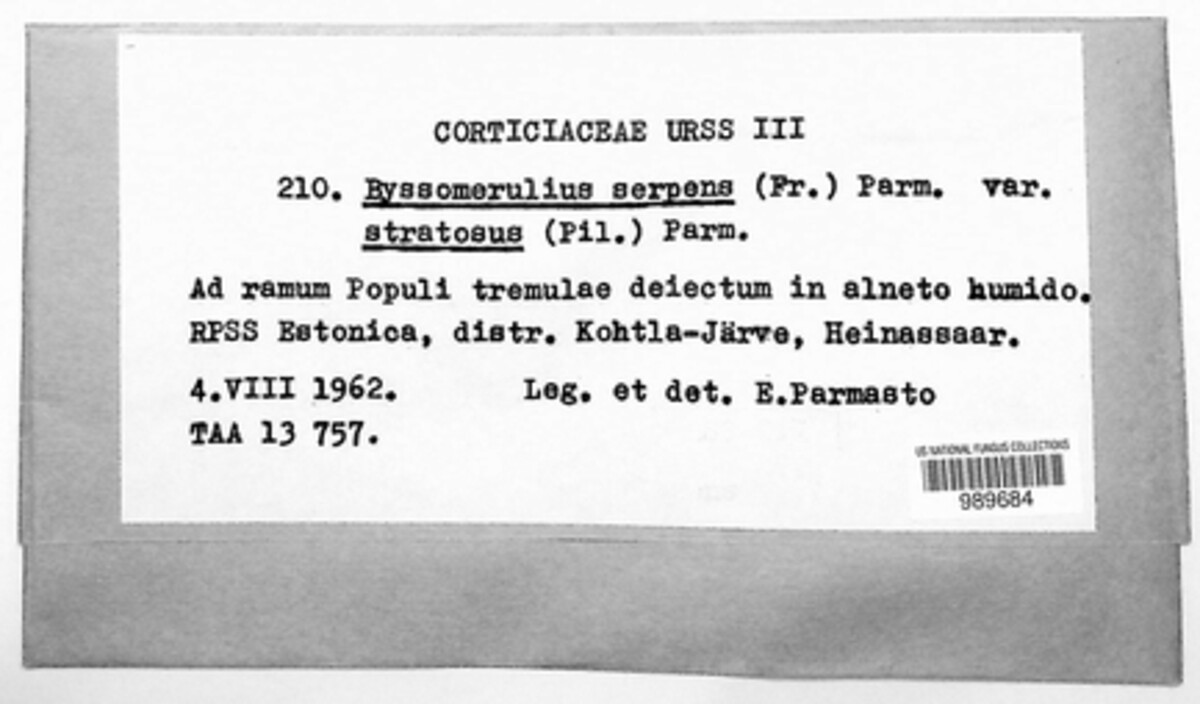 CORTICIACEAE URSS III
210. Byssomerulius serpens (Fr.) Parm. var.
stratosus (Pil.) Parm.
Ad ramum Populi tremulae deiectum in alneto humido.
RPSS Estonica, distr. Kohtla-Järve, Heinassaar.
4.VIII 1962. Leg. et det. E.Parmasto
TAA 13 757.
US NATIONAL FUNGUS COLLECTIONS
989684